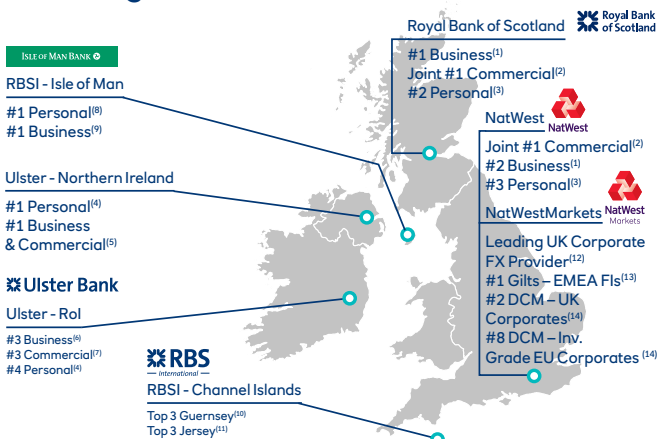 Royal Bank of Scotland
Royal Bank
of Scotland
#1 Business(1)
Joint #1 Commercial(2)
#2 Personal(3)
ISLE OF MAN BANK
RBSI - Isle of Man
#1 Personal(8)
#1 Business(9)
NatWest
NatWest
Joint #1 Commercial(2)
#2 Business(1)
#3 Personal(3)
Ulster - Northern Ireland
#1 Personal(4)
#1 Business
& Commercial(5)
NatWestMarkets
NatWest
Markets
Leading UK Corporate
FX Provider(12)
#1 Gilts – EMEA FIs(13)
#2 DCM – UK
Corporates(14)
#8 DCM – Inv.
Grade EU Corporates (14)
Ulster Bank
Ulster - RoI
#3 Business(6)
#3 Commercial(7)
#4 Personal(4)
RBS
International
RBSI - Channel Islands
Top 3 Guernsey(10)
Top 3 Jersey(11)